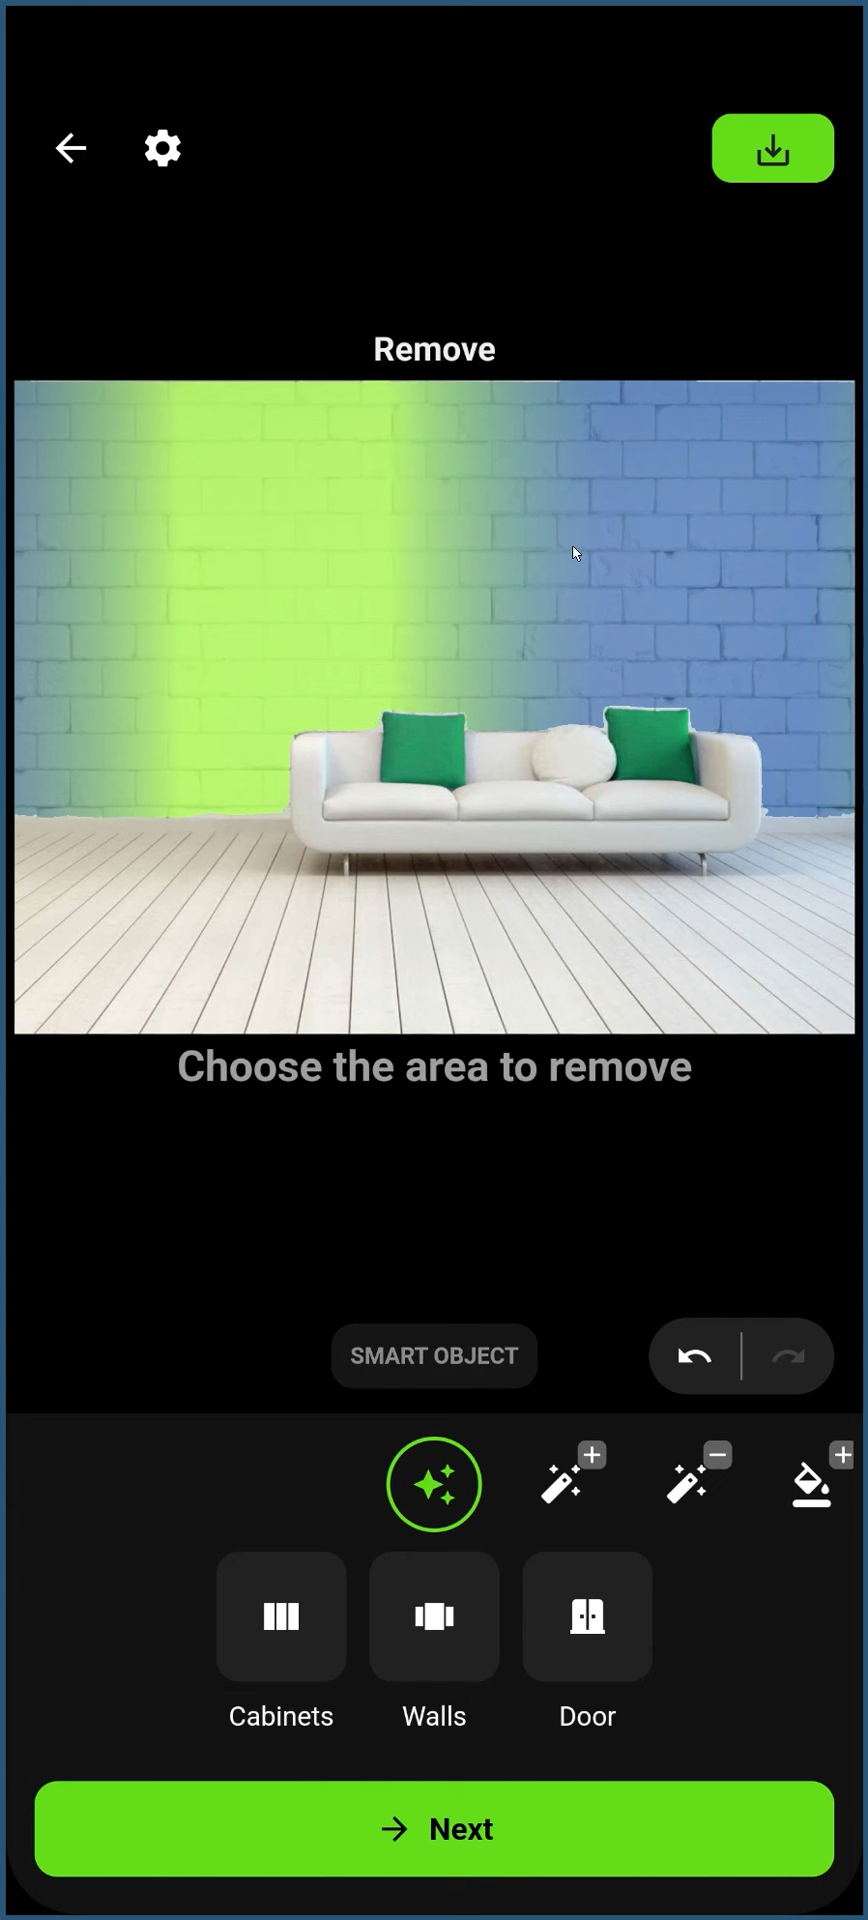 Remove
Choose the area to remove
SMART OBJECT
Cabinets
Walls
Door
Next